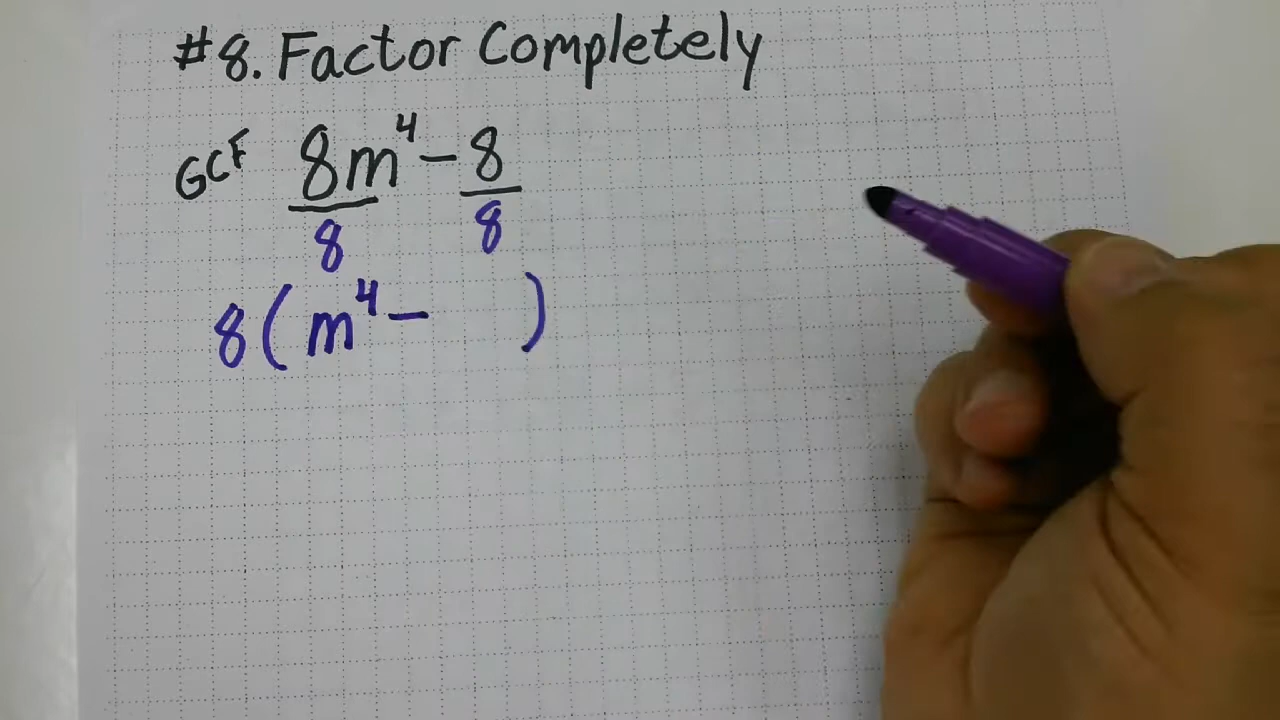 #8. Factor Completely
GCF 8m⁴ - 8
8 8
8( m⁴ - )